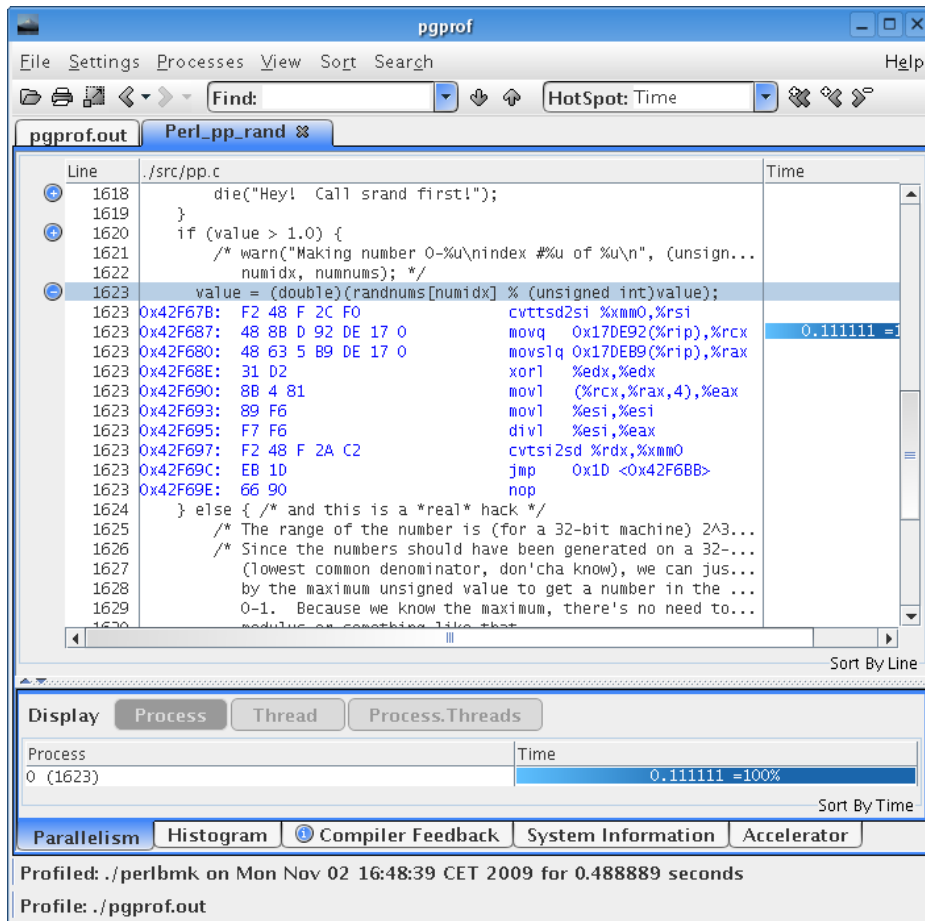 pgprof
File Settings Processes View Sort Search Help
Find: HotSpot: Time
pgprof.out Perl_pp_rand
Line ./src/pp.c Time
1618 die("Hey! Call srand first!");
1619 }
1620 if (value > 1.0) {
1621 /* warn("Making number 0-%u\nindex #%u of %u\n", (unsign...
1622 numidx, numnums); */
1623 value = (double)(randnums[numidx] % (unsigned int)value);
1623 0x42F67B: F2 48 F 2C F0 cvttsd2si %xmm0,%rsi
1623 0x42F687: 48 8B D 92 DE 17 0 movq 0x17DE92(%rip),%rcx 0.111111 =1
1623 0x42F680: 48 63 5 B9 DE 17 0 movslq 0x17DEB9(%rip),%rax
1623 0x42F68E: 31 D2 xorl %edx,%edx
1623 0x42F690: 8B 4 81 movl (%rcx,%rax,4),%eax
1623 0x42F693: 89 F6 movl %esi,%esi
1623 0x42F695: F7 F6 divl %esi,%eax
1623 0x42F697: F2 48 F 2A C2 cvtsi2sd %rdx,%xmm0
1623 0x42F69C: EB 1D jmp 0x1D <0x42F6BB>
1623 0x42F69E: 66 90 nop
1624 } else { /* and this is a *real* hack */
1625 /* The range of the number is (for a 32-bit machine) 2^3...
1626 /* Since the numbers should have been generated on a 32-...
1627 (lowest common denominator, don'cha know), we can jus...
1628 by the maximum unsigned value to get a number in the ...
1629 0-1. Because we know the maximum, there's no need to...
1630 modulus or something like that
Sort By Line
Display Process Thread Process.Threads
Process Time
0 (1623) 0.111111 =100%
Sort By Time
Parallelism Histogram Compiler Feedback System Information Accelerator
Profiled: ./perlbmk on Mon Nov 02 16:48:39 CET 2009 for 0.488889 seconds
Profile: ./pgprof.out